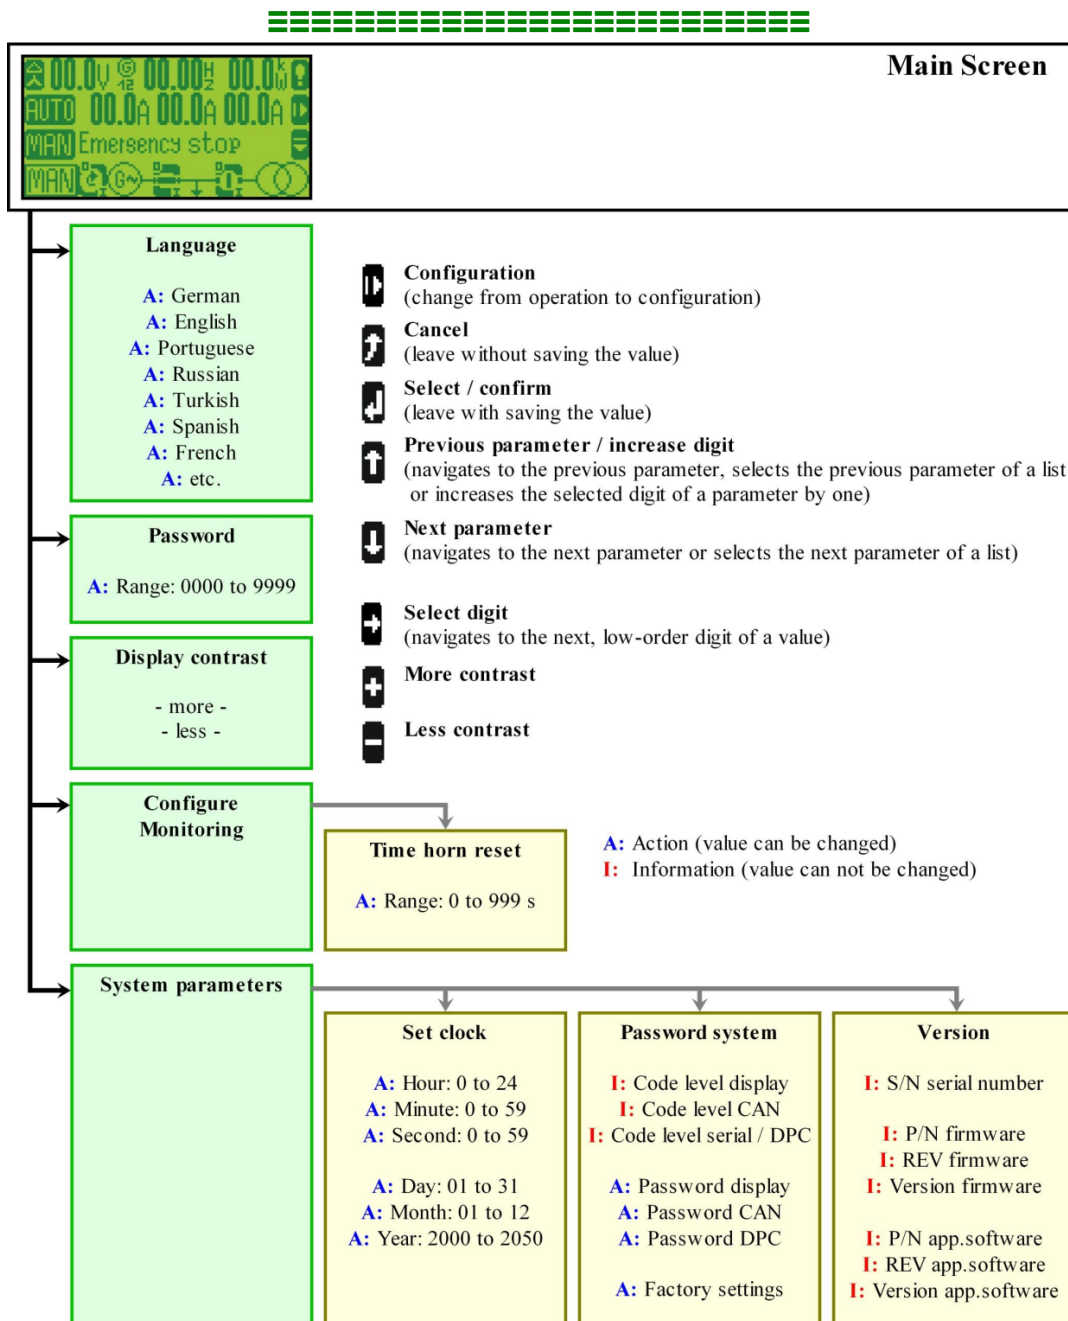 Main Screen
00.0V G 12 00.00Hz 00.0kW
AUTO 00.0A 00.0A 00.0A
MAN Emergency stop
MAN G~
Language
A: German
A: English
A: Portuguese
A: Russian
A: Turkish
A: Spanish
A: French
A: etc.
Configuration
(change from operation to configuration)
Cancel
(leave without saving the value)
Select / confirm
(leave with saving the value)
Previous parameter / increase digit
(navigates to the previous parameter, selects the previous parameter of a list
or increases the selected digit of a parameter by one)
Next parameter
(navigates to the next parameter or selects the next parameter of a list)
Select digit
(navigates to the next, low-order digit of a value)
More contrast
Less contrast
Password
A: Range: 0000 to 9999
Display contrast
- more -
- less -
Configure
Monitoring
Time horn reset
A: Range: 0 to 999 s
A: Action (value can be changed)
I: Information (value can not be changed)
System parameters
Set clock
A: Hour: 0 to 24
A: Minute: 0 to 59
A: Second: 0 to 59
A: Day: 01 to 31
A: Month: 01 to 12
A: Year: 2000 to 2050
Password system
I: Code level display
I: Code level CAN
I: Code level serial / DPC
A: Password display
A: Password CAN
A: Password DPC
A: Factory settings
Version
I: S/N serial number
I: P/N firmware
I: REV firmware
I: Version firmware
I: P/N app.software
I: REV app.software
I: Version app.software